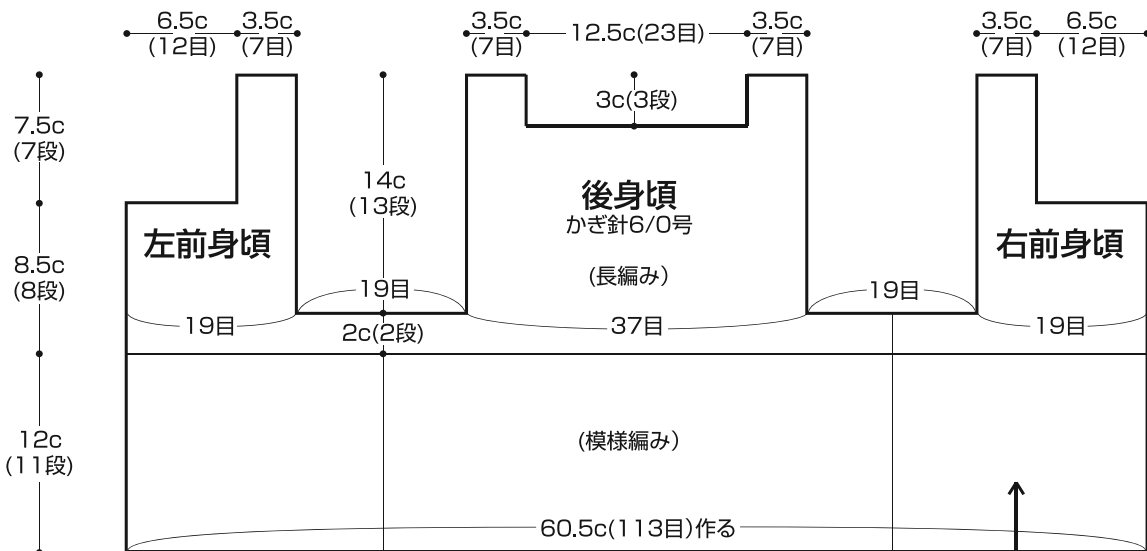 6.5c
(12目)
3.5c
(7目)
3.5c
(7目)
12.5c(23目)
3.5c
(7目)
3.5c
(7目)
6.5c
(12目)
3c(3段)
7.5c
(7段)
14c
(13段)
後身頃
かぎ針6/0号
(長編み)
左前身頃
右前身頃
8.5c
(8段)
19目
19目
19目
37目
19目
2c(2段)
12c
(11段)
(模様編み)
60.5c(113目)作る